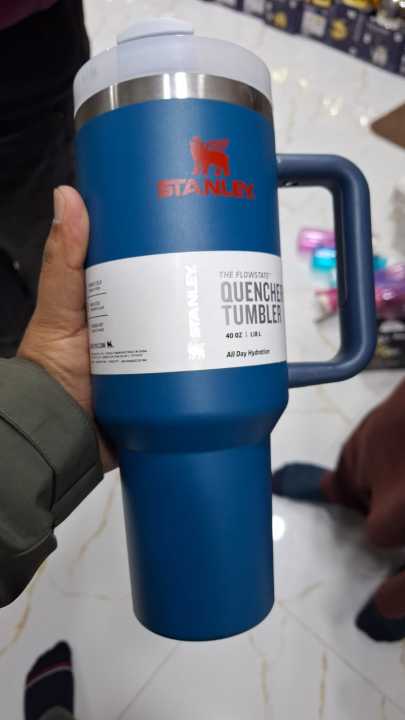 STANLEY
THE FLOWSTATE™
QUENCHER
TUMBLER
40 OZ | 1.18 L
All Day Hydration
STANLEY